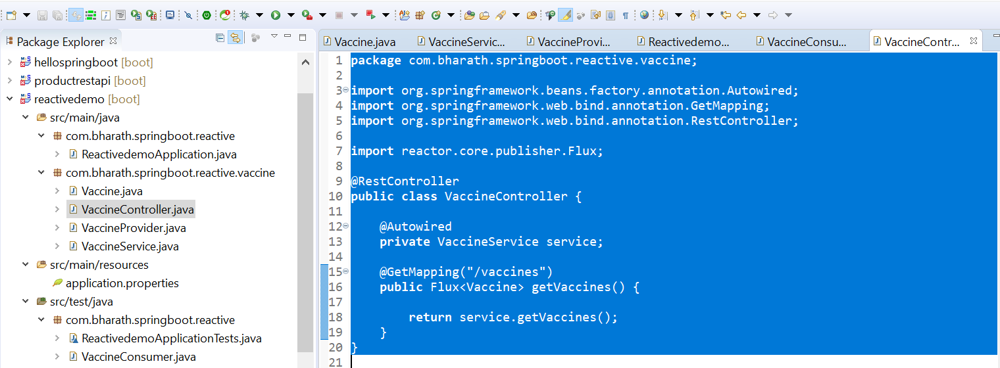 Package Explorer
hellospringboot [boot]
productrestapi [boot]
reactivedemo [boot]
src/main/java
com.bharath.springboot.reactive
ReactivedemoApplication.java
com.bharath.springboot.reactive.vaccine
Vaccine.java
VaccineController.java
VaccineProvider.java
VaccineService.java
src/main/resources
application.properties
src/test/java
com.bharath.springboot.reactive
ReactivedemoApplicationTests.java
VaccineConsumer.java
Vaccine.java
VaccineServic...
VaccineProvi...
Reactivedemo...
VaccineConsu...
VaccineContr...
1 package com.bharath.springboot.reactive.vaccine;
2
3 import org.springframework.beans.factory.annotation.Autowired;
4 import org.springframework.web.bind.annotation.GetMapping;
5 import org.springframework.web.bind.annotation.RestController;
6
7 import reactor.core.publisher.Flux;
8
9 @RestController
10 public class VaccineController {
11
12 @Autowired
13 private VaccineService service;
14
15 @GetMapping("/vaccines")
16 public Flux<Vaccine> getVaccines() {
17
18 return service.getVaccines();
19 }
20 }
21